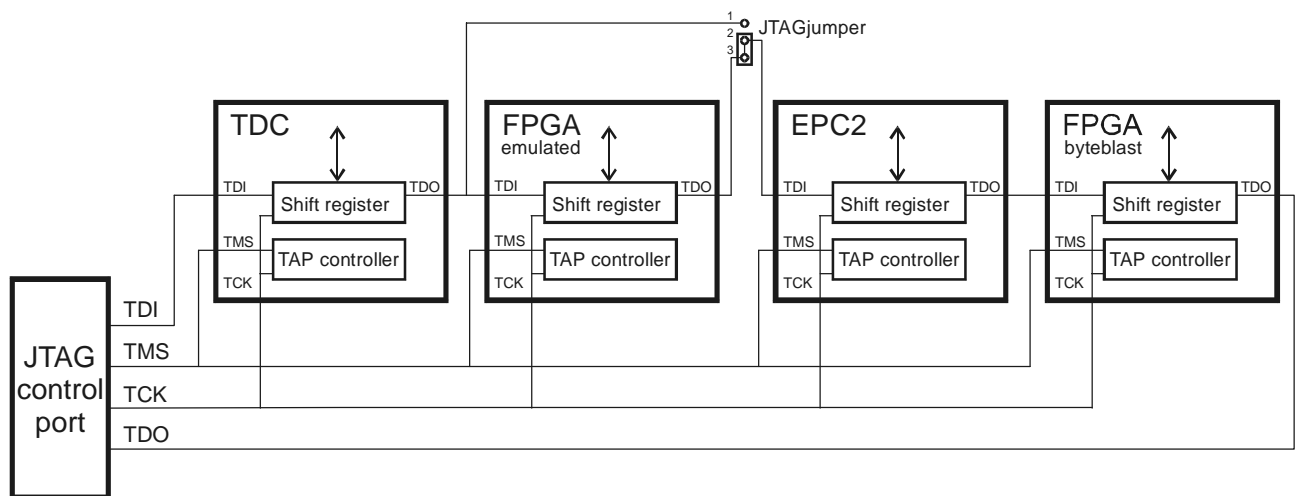 1
2
3
JTAGjumper
TDC
TDI
TDO
Shift register
TMS
TAP controller
TCK
FPGA
emulated
TDI
TDO
Shift register
TMS
TAP controller
TCK
EPC2
TDI
TDO
Shift register
TMS
TAP controller
TCK
FPGA
byteblast
TDI
TDO
Shift register
TMS
TAP controller
TCK
JTAG
control
port
TDI
TMS
TCK
TDO